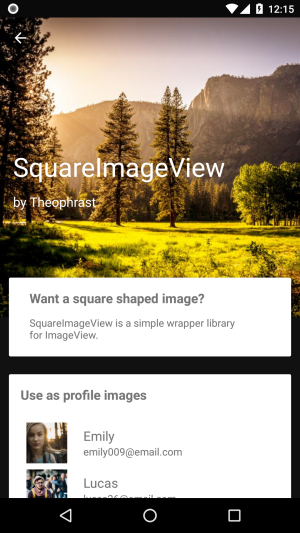 12:15
SquareImageView
by Theophrast
Want a square shaped image?
SquareImageView is a simple wrapper library
for ImageView.
Use as profile images
Emily
emily009@email.com
Lucas